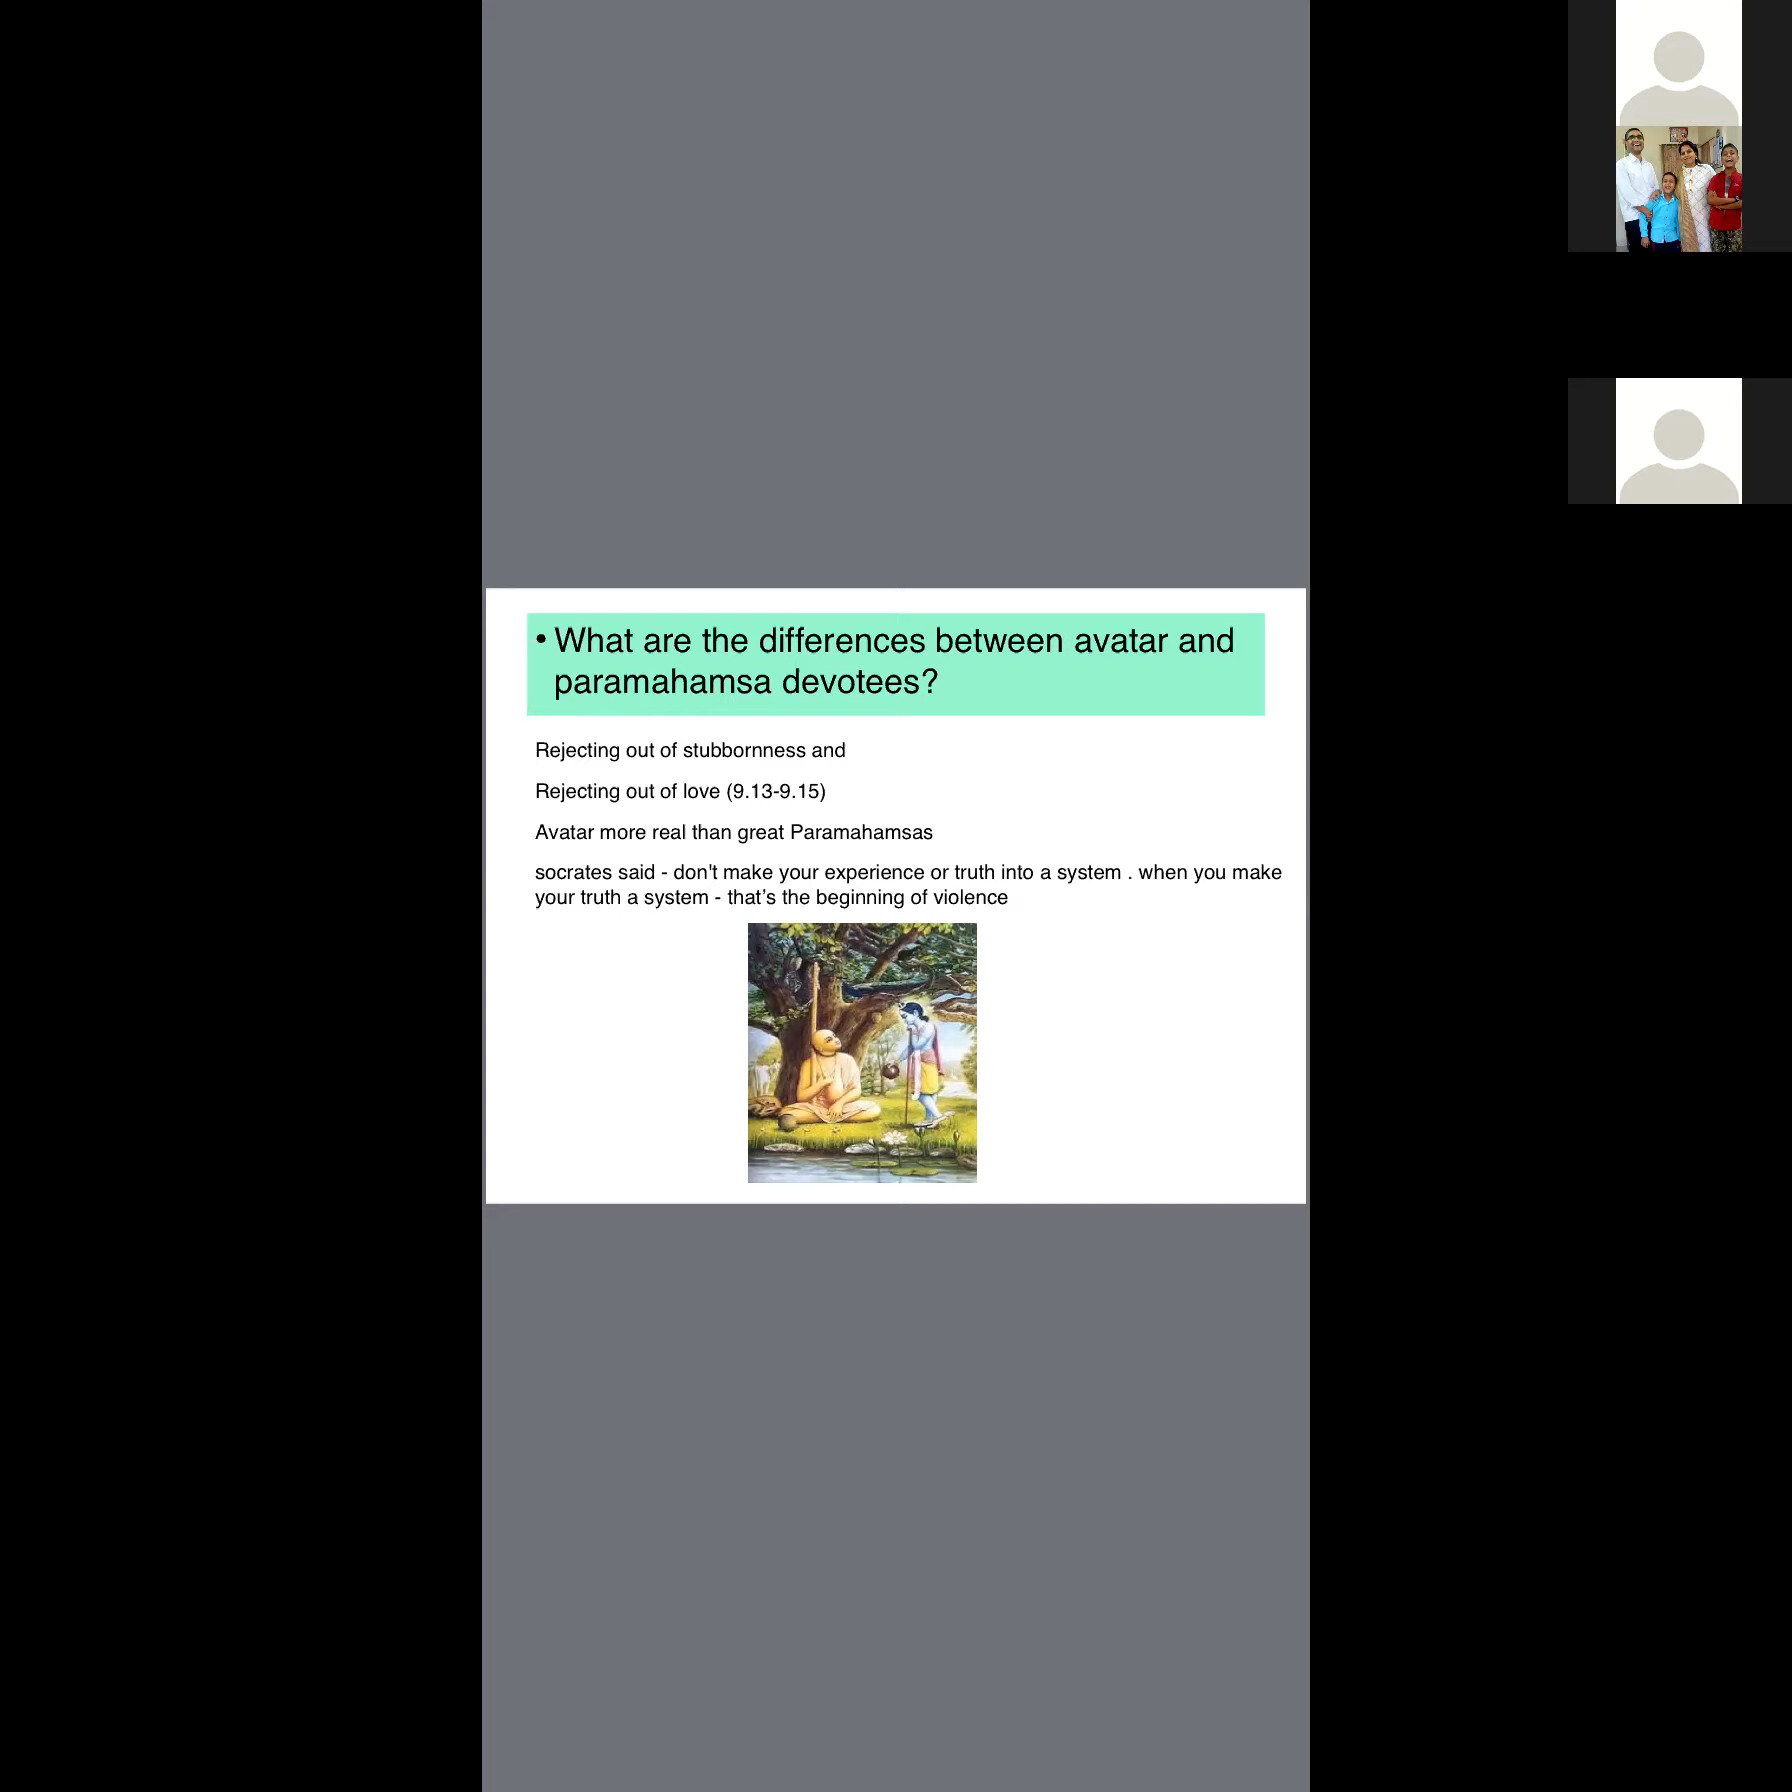 • What are the differences between avatar and
paramahamsa devotees?
Rejecting out of stubbornness and
Rejecting out of love (9.13-9.15)
Avatar more real than great Paramahamsas
socrates said - don't make your experience or truth into a system . when you make
your truth a system - that’s the beginning of violence